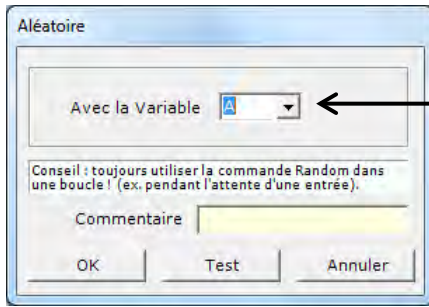 Aléatoire
Avec la Variable A
Conseil : toujours utiliser la commande Random dans
une boucle ! (ex. pendant l'attente d'une entrée).
Commentaire
OK Test Annuler